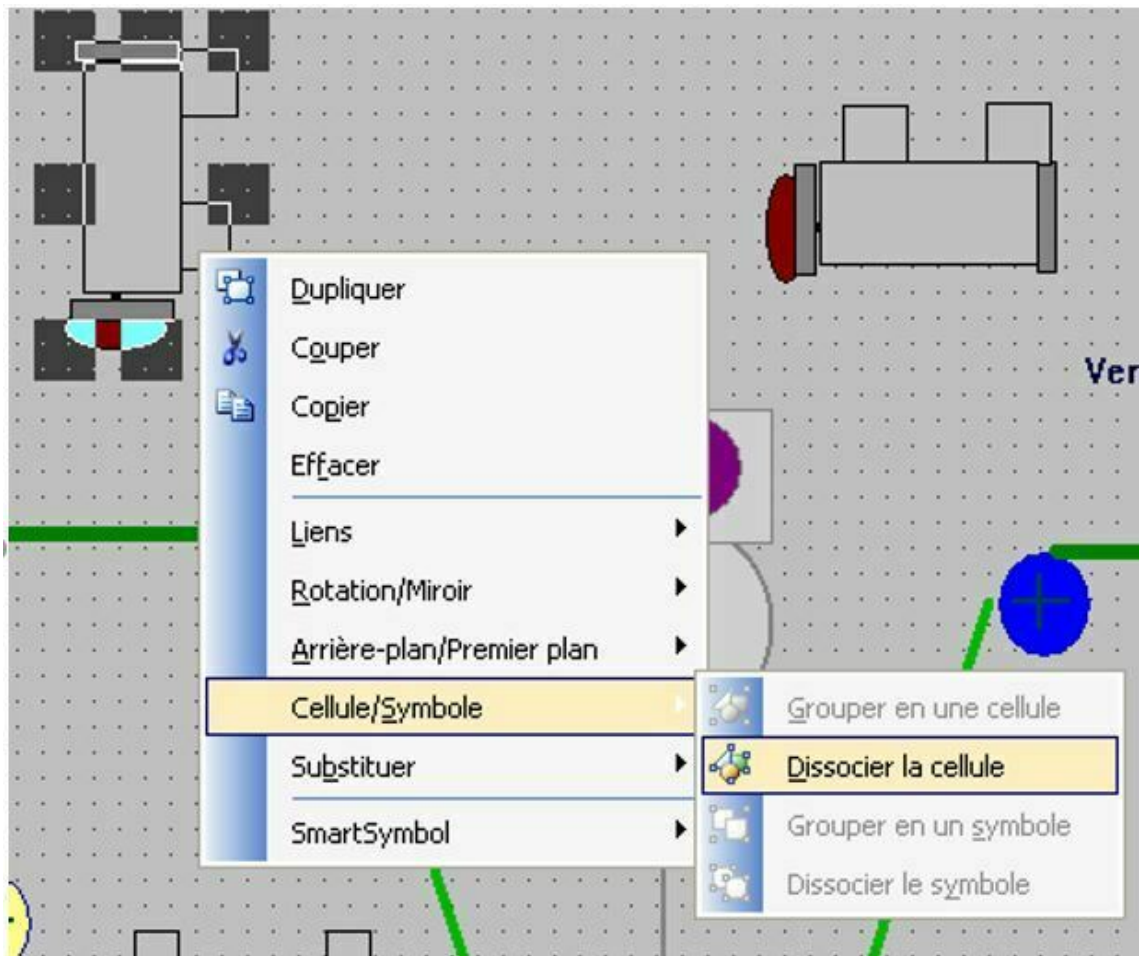 Dupliquer
Couper
Copier
Effacer
Liens
Rotation/Miroir
Arrière-plan/Premier plan
Cellule/Symbole
Substituer
SmartSymbol
Grouper en une cellule
Dissocier la cellule
Grouper en un symbole
Dissocier le symbole
Ver